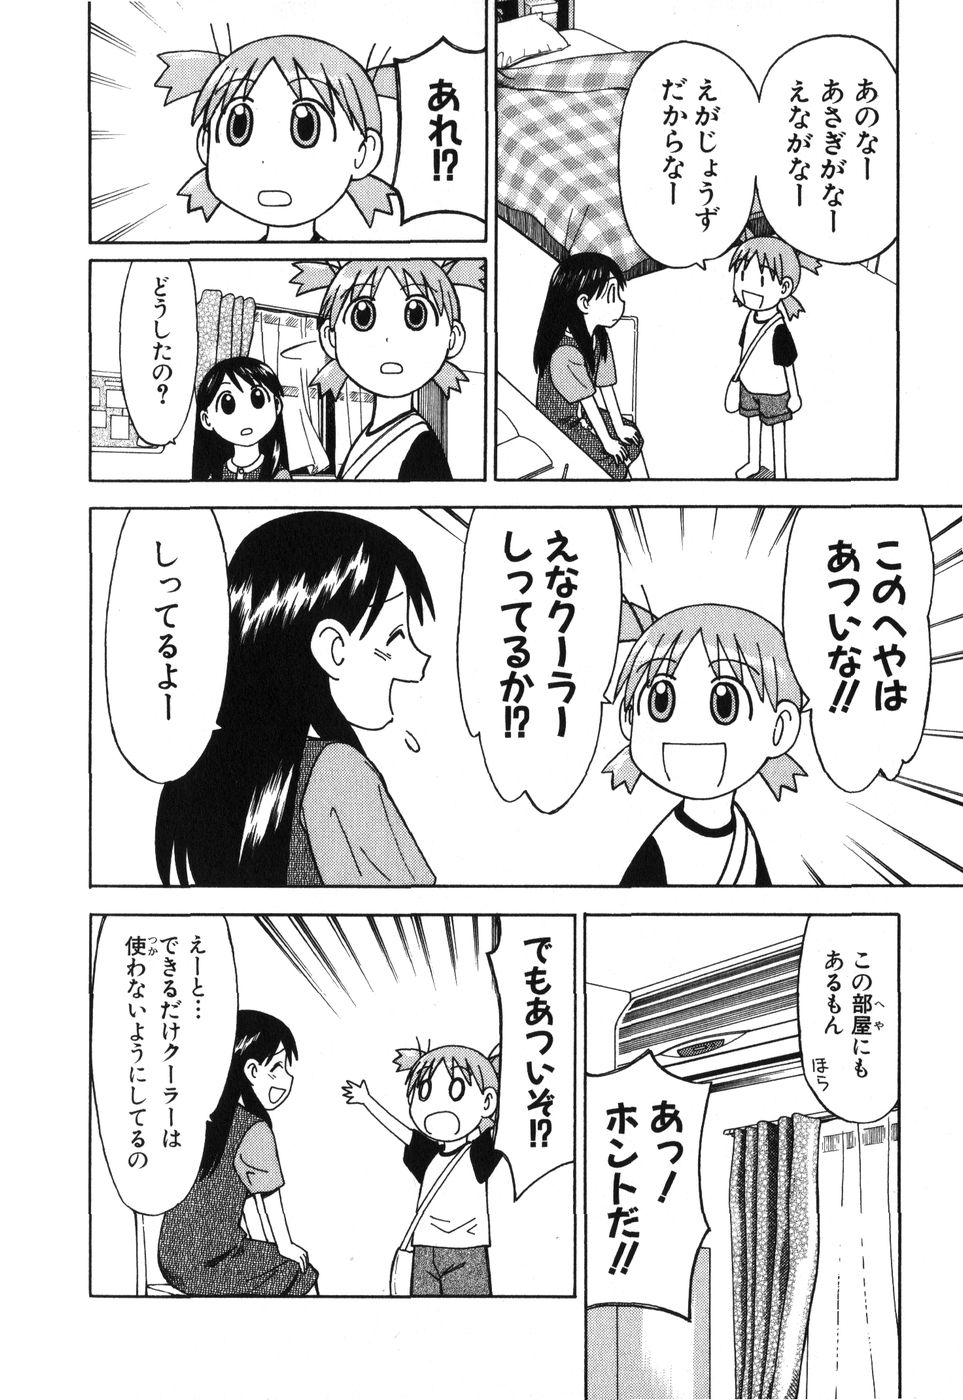 あのなー
あさぎがなー
えながなー
えがじょうず
だからなー
あれ!?
どうしたの?
このへやは
あついな!!
えなクーラー
しってるか!?
しってるよー
この部屋にも
へや
あるもん
ほら
あっ!
ホントだ!!
でもあついぞ!?
えーと…
できるだけクーラーは
使わないようにしてるの
つか